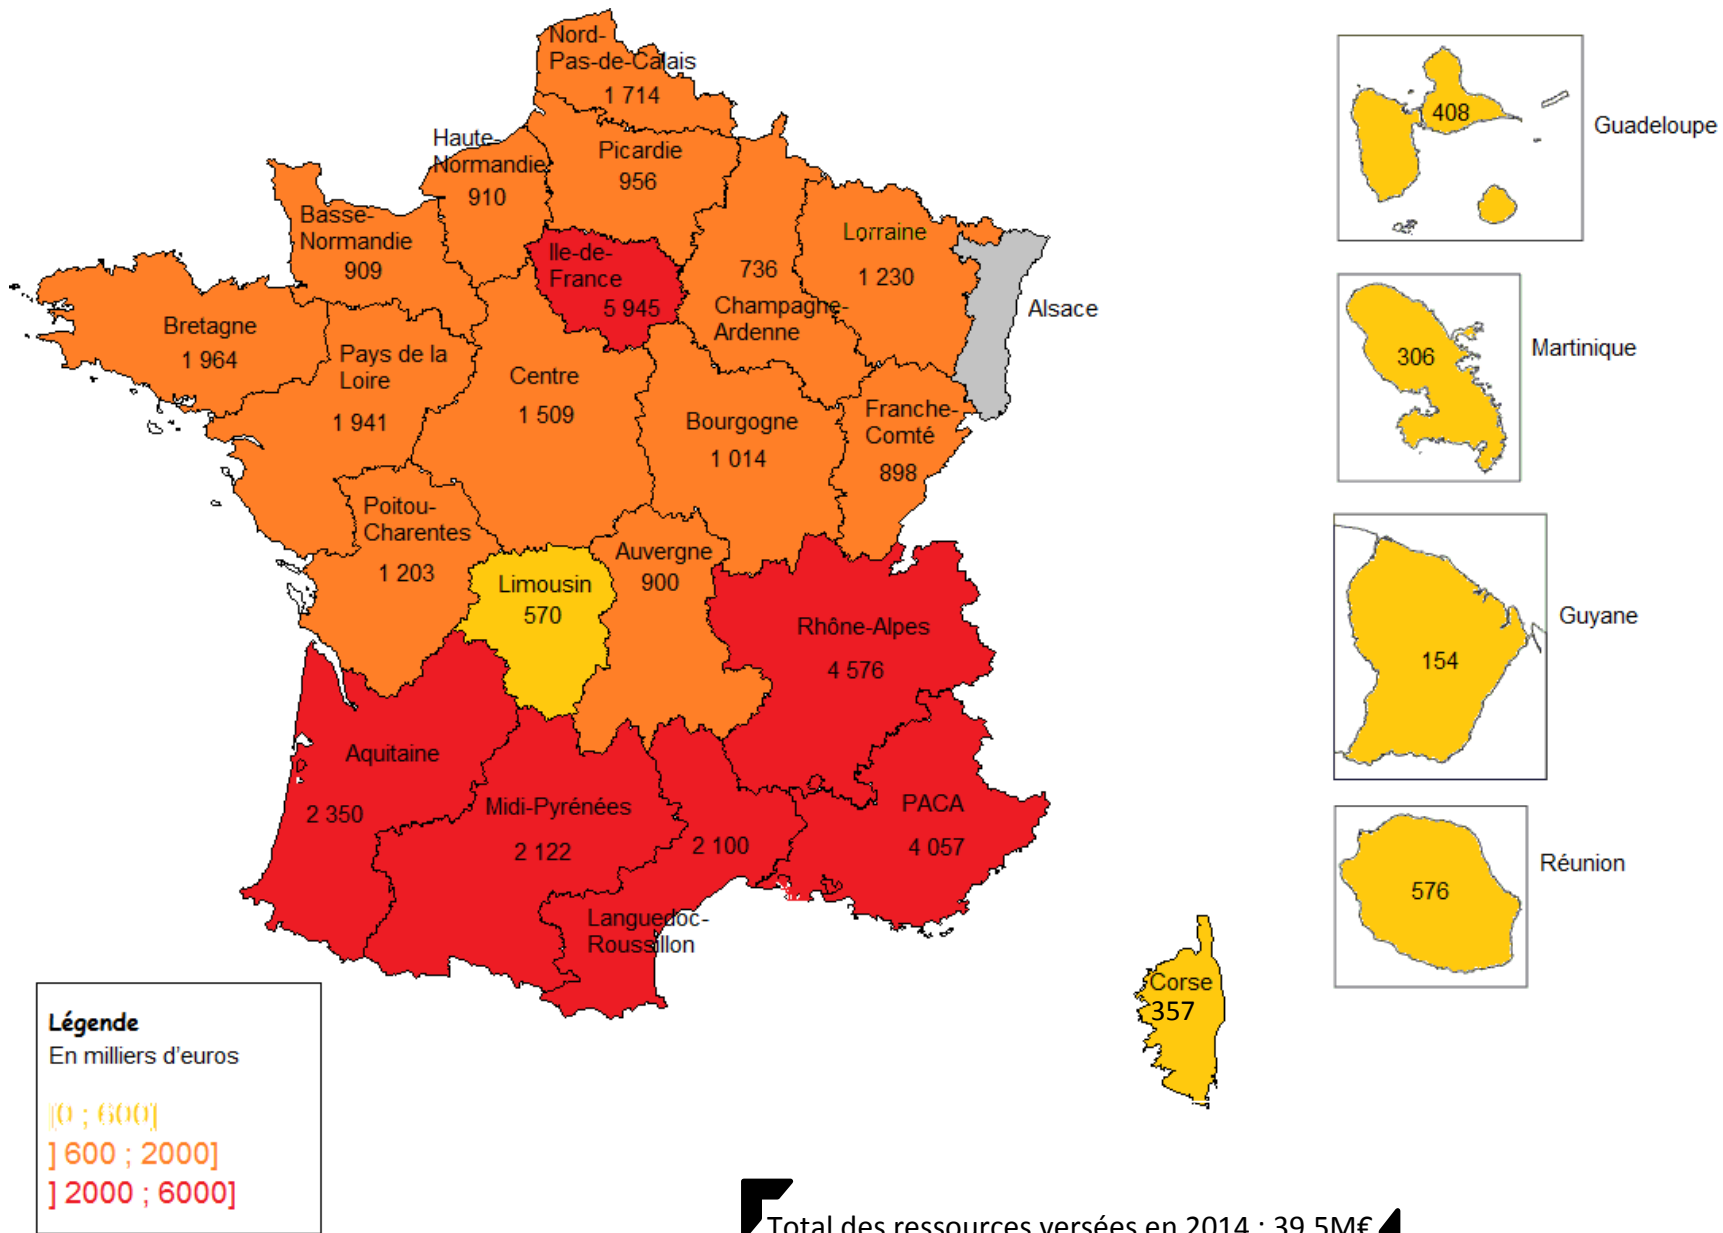 Nord-
Pas-de-Calais
1 714
Haute-
Normandie
910
Picardie
956
Basse-
Normandie
909
Ile-de-
France
5 945
Lorraine
1 230
736
Champagne-
Ardenne
Alsace
Bretagne
1 964
Pays de la
Loire
1 941
Centre
1 509
Bourgogne
1 014
Franche-
Comté
898
Poitou-
Charentes
1 203
Limousin
570
Auvergne
900
Rhône-Alpes
4 576
Aquitaine
2 350
Midi-Pyrénées
2 122
2 100
Languedoc-
Roussillon
PACA
4 057
Corse
357
408
Guadeloupe
306
Martinique
154
Guyane
576
Réunion
Légende
En milliers d'euros
[0 ; 600]
] 600 ; 2000]
] 2000 ; 6000]
Total des ressources versées en 2014 : 39,5M€